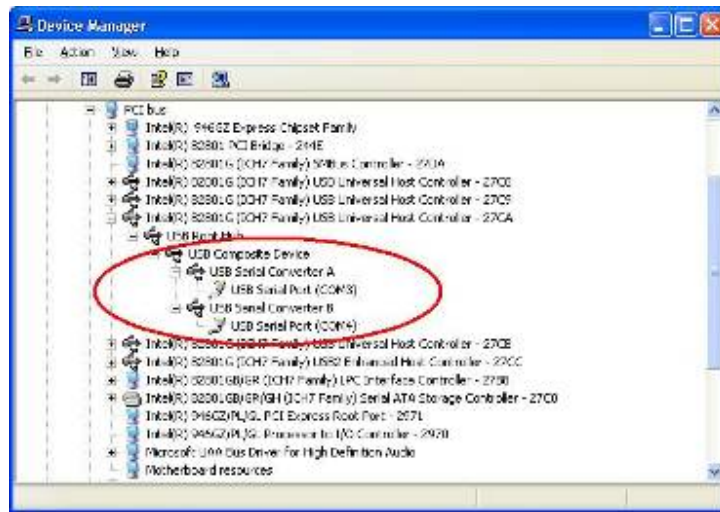 Device Manager
File Action View Help
PCI bus
Intel(R) 946GZ Express Chipset Family
Intel(R) 82801 PCI Bridge - 244E
Intel(R) 82801G (ICH7 Family) SMBus Controller - 27DA
Intel(R) 82801G (ICH7 Family) USB Universal Host Controller - 27C8
Intel(R) 82801G (ICH7 Family) USB Universal Host Controller - 27C9
Intel(R) 82801G (ICH7 Family) USB Universal Host Controller - 27CA
USB Root Hub
USB Composite Device
USB Serial Converter A
USB Serial Port (COM3)
USB Serial Converter B
USB Serial Port (COM4)
Intel(R) 82801G (ICH7 Family) USB Universal Host Controller - 27CB
Intel(R) 82801G (ICH7 Family) USB2 Enhanced Host Controller - 27CC
Intel(R) 82801GB/GR (ICH7 Family) LPC Interface Controller - 27B8
Intel(R) 82801GB/GR/GH (ICH7 Family) Serial ATA Storage Controller - 27C0
Intel(R) 946GZ/PL/GL PCI Express Root Port - 2971
Intel(R) 946GZ/PL/GL Processor to I/O Controller - 2970
Microsoft UAA Bus Driver for High Definition Audio
Motherboard resources